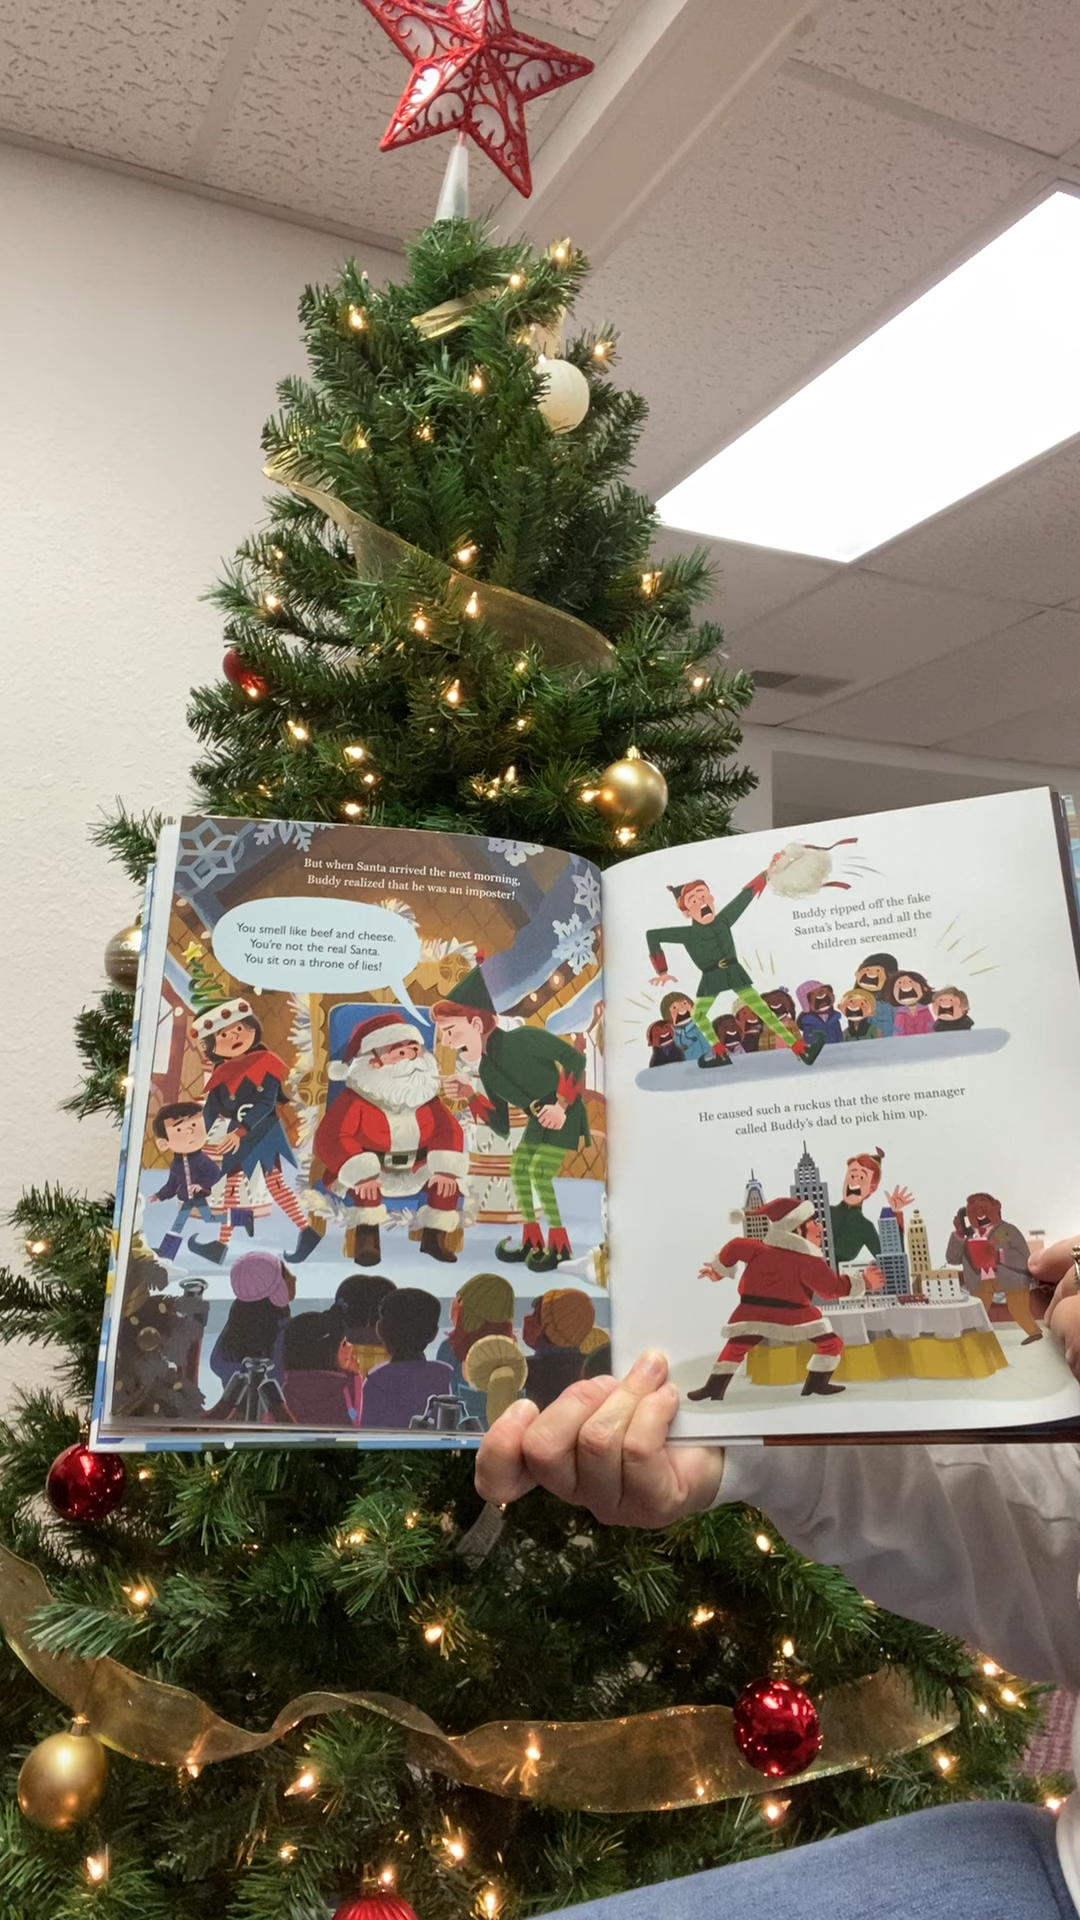 But when Santa arrived the next morning,
Buddy realized that he was an imposter!
You smell like beef and cheese.
You're not the real Santa.
You sit on a throne of lies!
Buddy ripped off the fake
Santa's beard, and all the
children screamed!
He caused such a ruckus that the store manager
called Buddy's dad to pick him up.